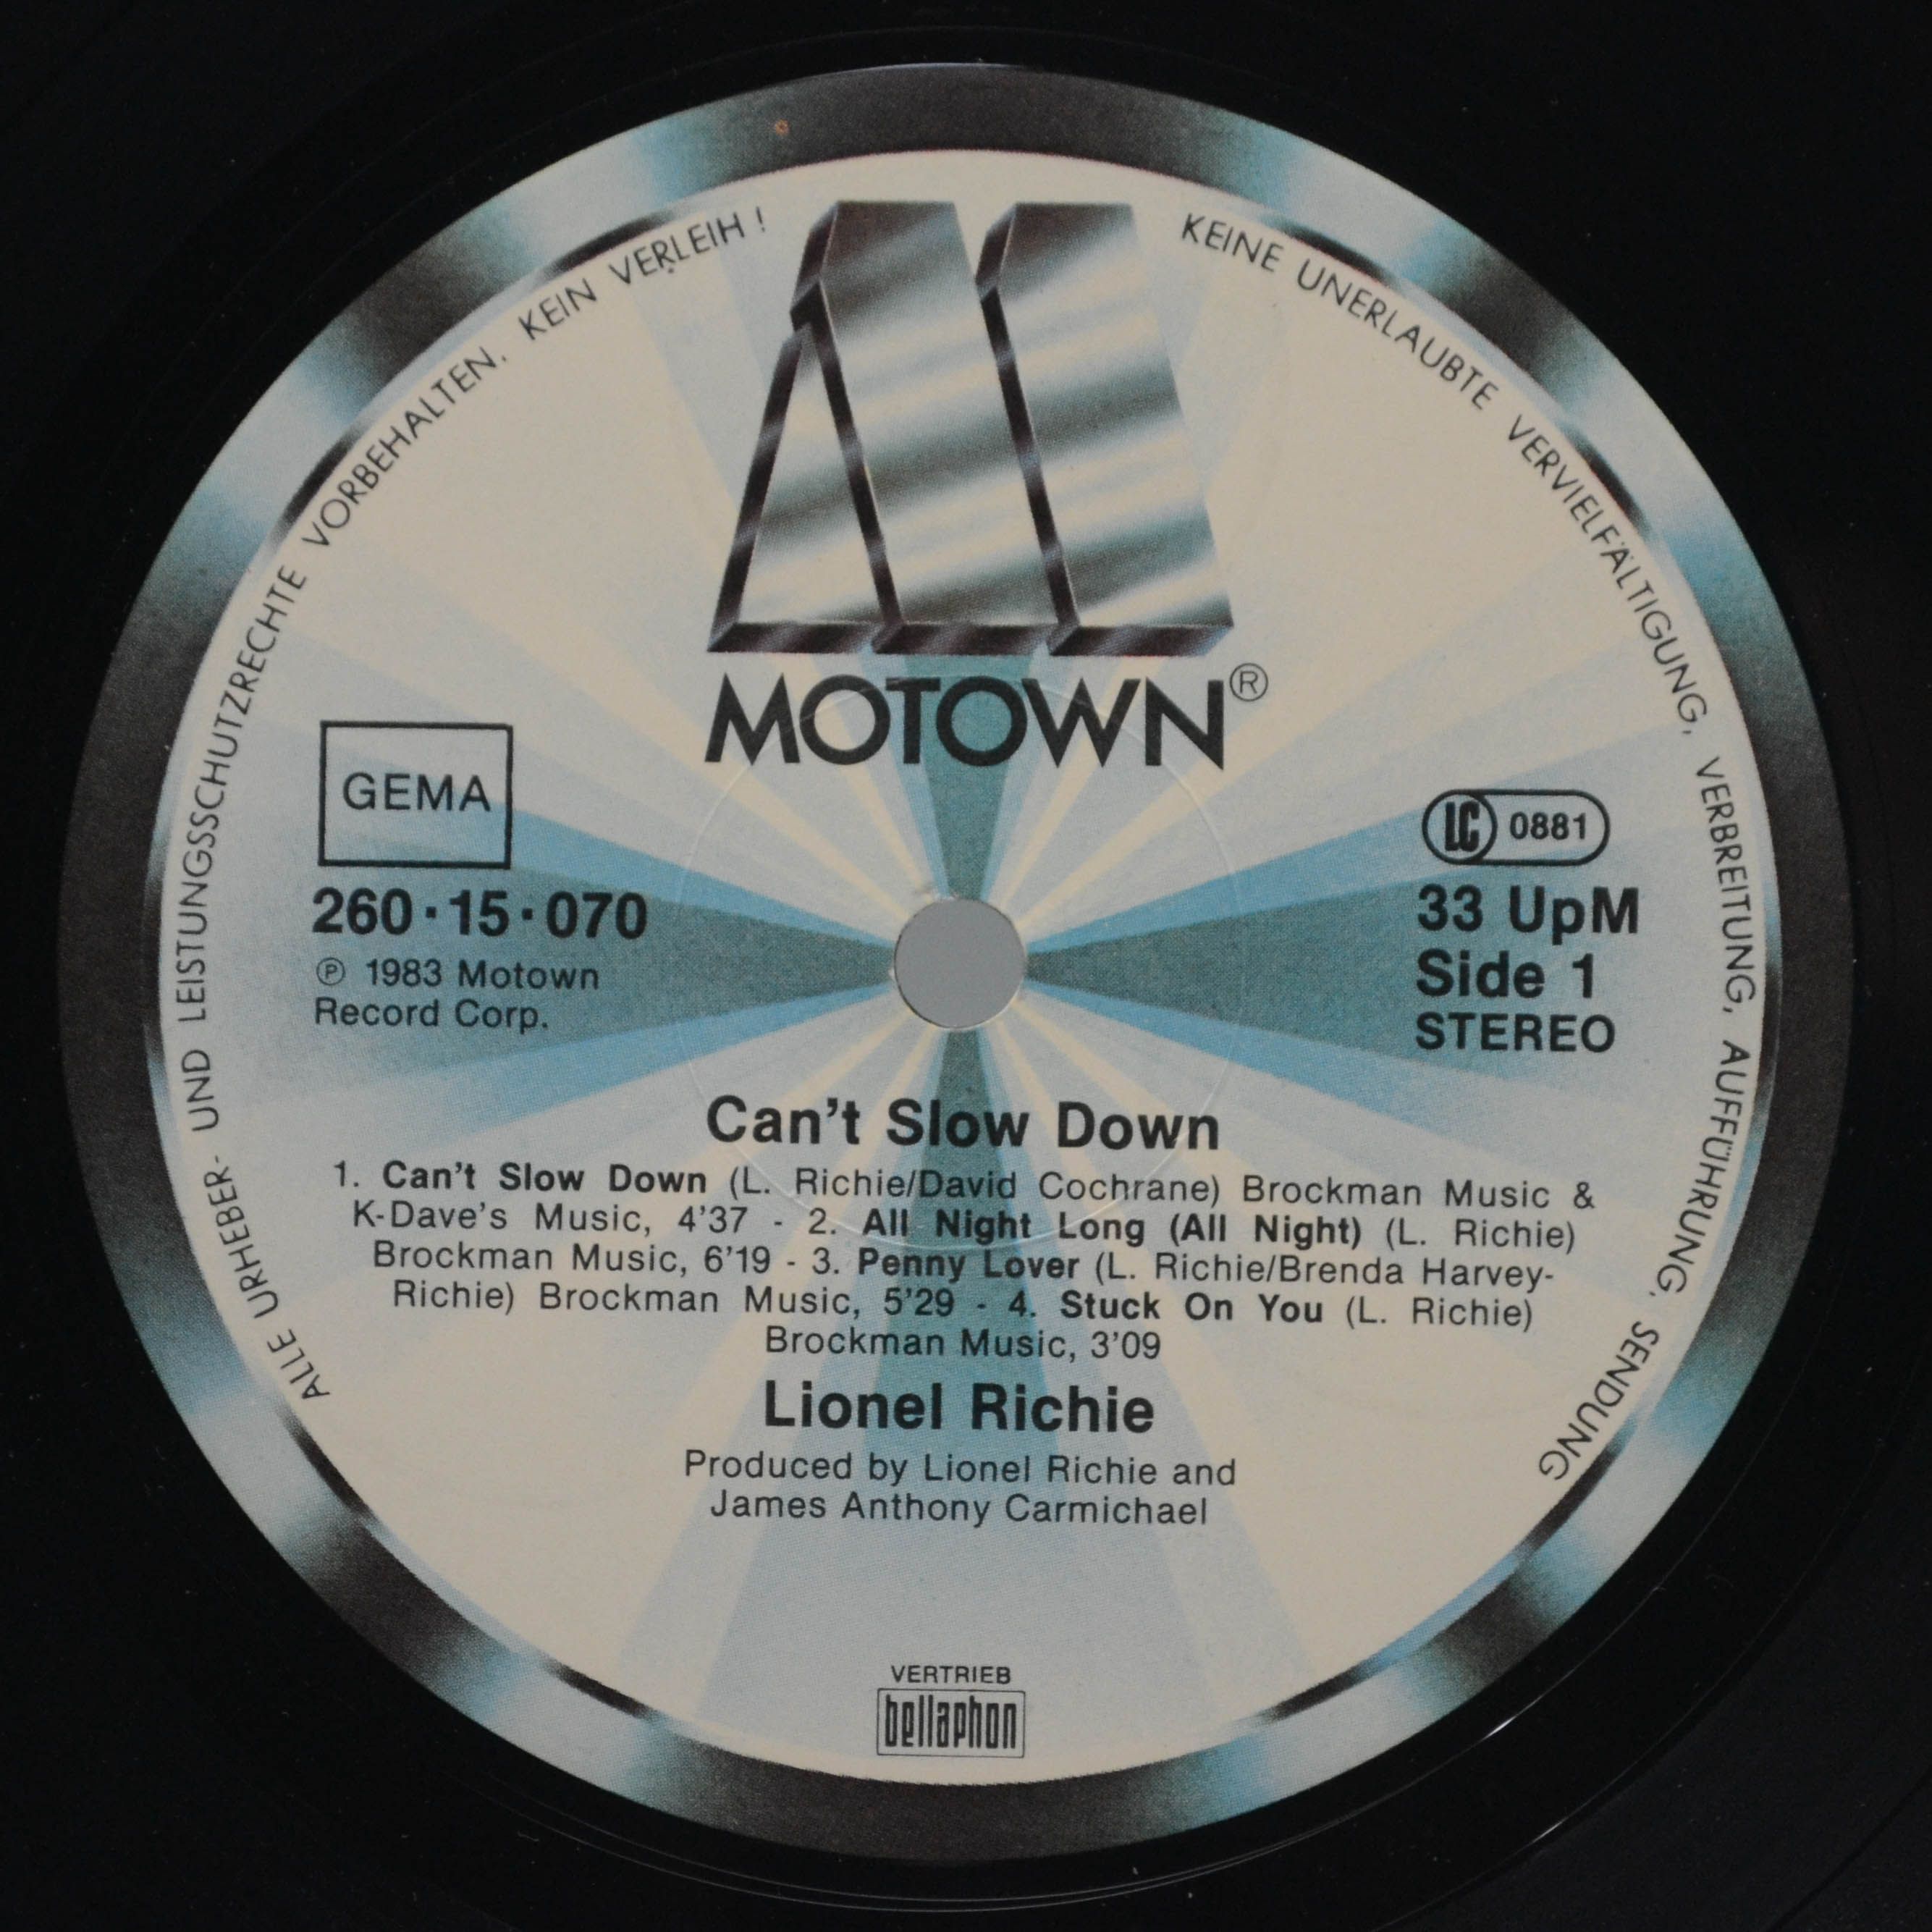 ALLE URHEBER- UND LEISTUNGSSCHUTZRECHTE VORBEHALTEN. KEIN VERLEIH !
KEINE UNERLAUBTE VERVIELFÄLTIGUNG, VERBREITUNG, AUFFÜHRUNG, SENDUNG
MOTOWN®
GEMA
260·15·070
℗ 1983 Motown
Record Corp.
LC 0881
33 UpM
Side 1
STEREO
Can't Slow Down
1. Can't Slow Down (L. Richie/David Cochrane) Brockman Music &
K-Dave's Music, 4'37 - 2. All Night Long (All Night) (L. Richie)
Brockman Music, 6'19 - 3. Penny Lover (L. Richie/Brenda Harvey-
Richie) Brockman Music, 5'29 - 4. Stuck On You (L. Richie)
Brockman Music, 3'09
Lionel Richie
Produced by Lionel Richie and
James Anthony Carmichael
VERTRIEB
bellaphon